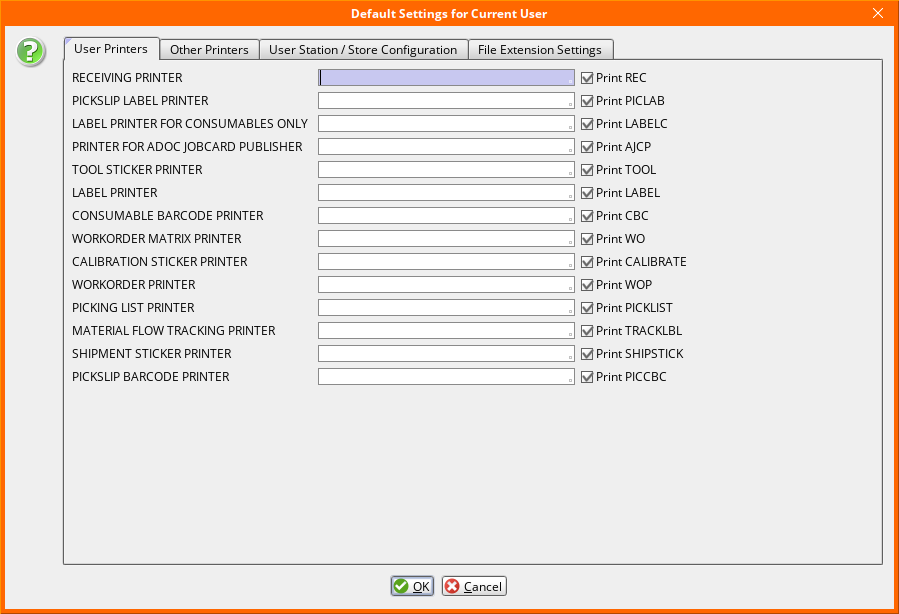 Default Settings for Current User
User Printers Other Printers User Station / Store Configuration File Extension Settings
RECEIVING PRINTER Print REC
PICKSLIP LABEL PRINTER Print PICLAB
LABEL PRINTER FOR CONSUMABLES ONLY Print LABELC
PRINTER FOR ADOC JOBCARD PUBLISHER Print AJCP
TOOL STICKER PRINTER Print TOOL
LABEL PRINTER Print LABEL
CONSUMABLE BARCODE PRINTER Print CBC
WORKORDER MATRIX PRINTER Print WO
CALIBRATION STICKER PRINTER Print CALIBRATE
WORKORDER PRINTER Print WOP
PICKING LIST PRINTER Print PICKLIST
MATERIAL FLOW TRACKING PRINTER Print TRACKLBL
SHIPMENT STICKER PRINTER Print SHIPSTICK
PICKSLIP BARCODE PRINTER Print PICCBC
OK Cancel